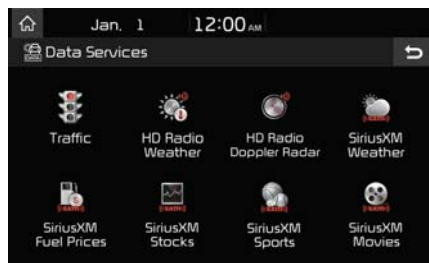 Jan. 1 12:00 AM
Data Services
Traffic
HD Radio
Weather
HD Radio
Doppler Radar
SiriusXM
Weather
SiriusXM
Fuel Prices
SiriusXM
Stocks
SiriusXM
Sports
SiriusXM
Movies